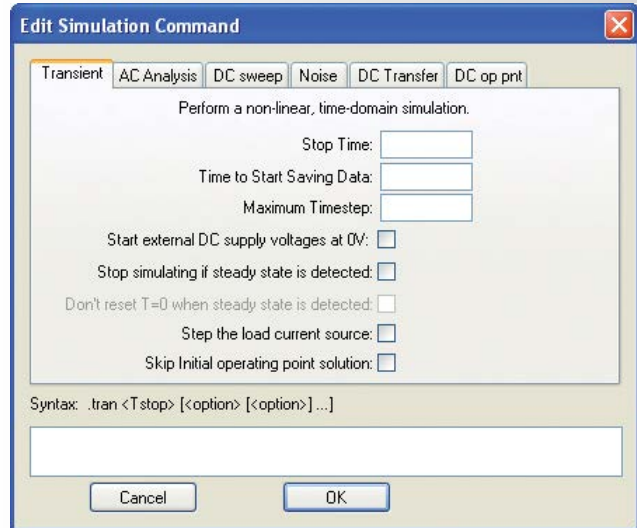 Edit Simulation Command
Transient AC Analysis DC sweep Noise DC Transfer DC op pnt
Perform a non-linear, time-domain simulation.
Stop Time:
Time to Start Saving Data:
Maximum Timestep:
Start external DC supply voltages at 0V:
Stop simulating if steady state is detected:
Don't reset T=0 when steady state is detected:
Step the load current source:
Skip Initial operating point solution:
Syntax: .tran <Tstop> [<option> [<option>] ...]
Cancel OK